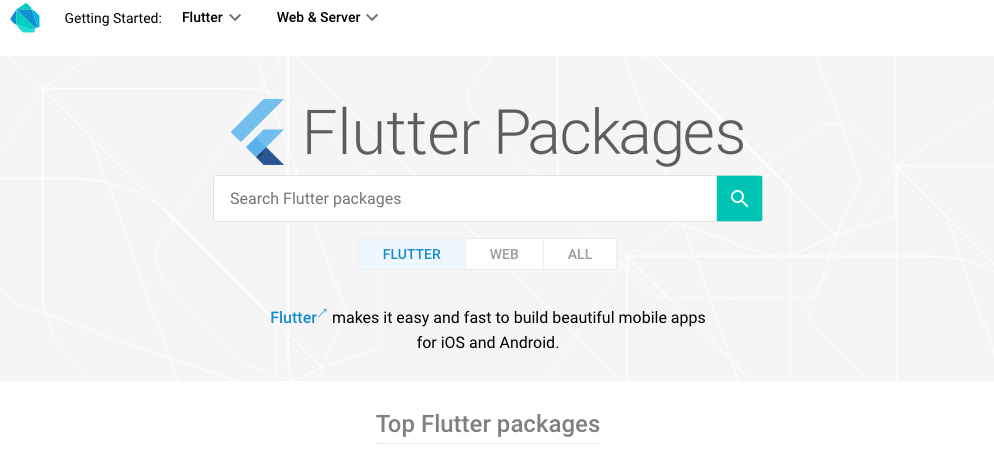 Getting Started: Flutter Web & Server
Flutter Packages
Search Flutter packages
FLUTTER WEB ALL
Flutter makes it easy and fast to build beautiful mobile apps
for iOS and Android.
Top Flutter packages